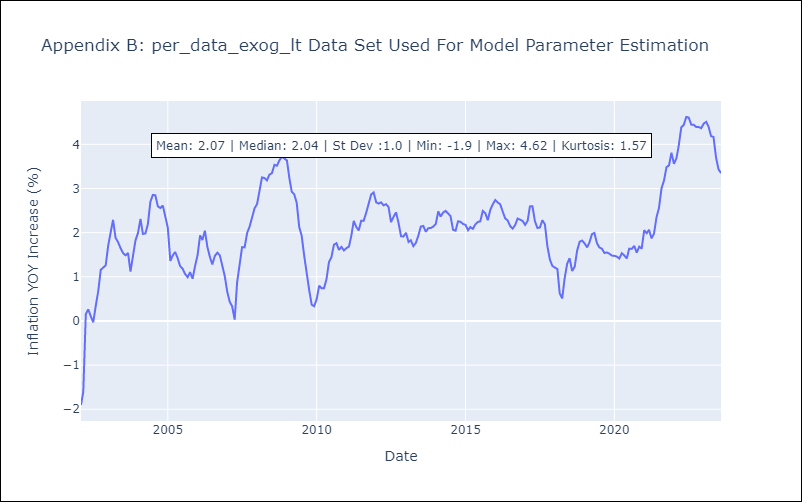 Appendix B: per_data_exog_lt Data Set Used For Model Parameter Estimation
Mean: 2.07 | Median: 2.04 | St Dev :1.0 | Min: -1.9 | Max: 4.62 | Kurtosis: 1.57
Inflation YOY Increase (%)
4
3
2
1
0
−1
−2
2005
2010
2015
2020
Date